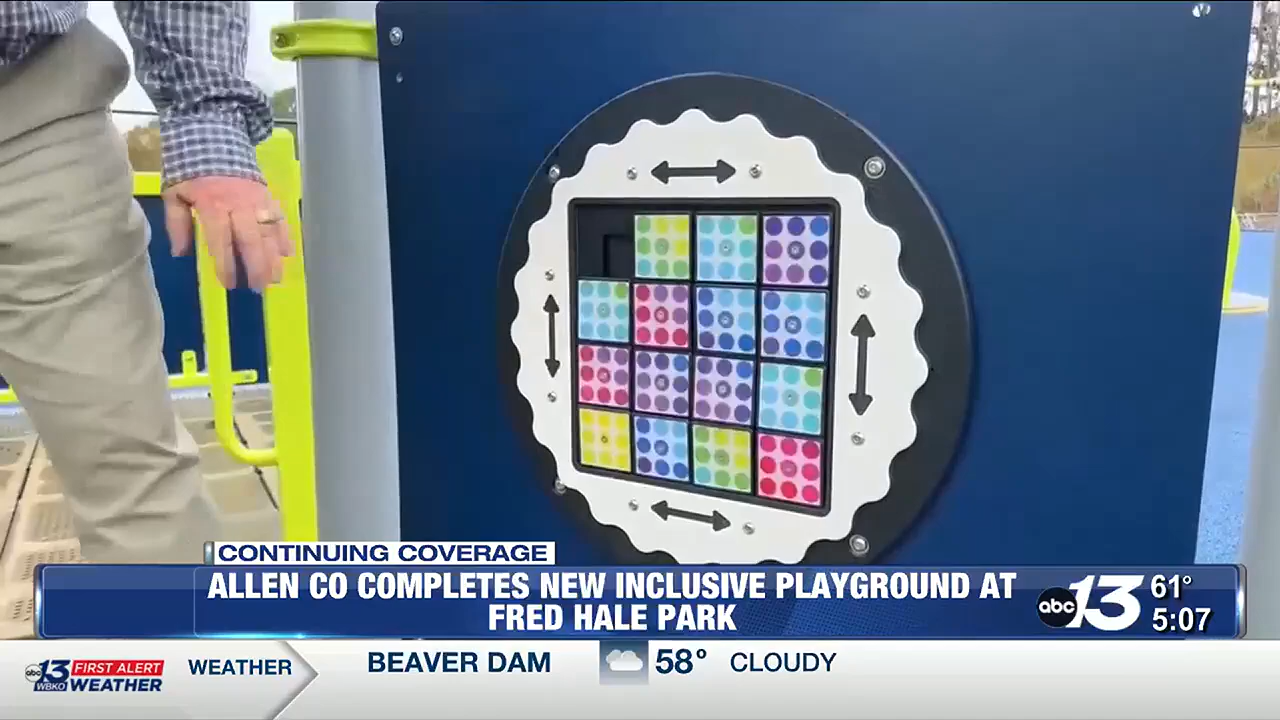 CONTINUING COVERAGE
ALLEN CO COMPLETES NEW INCLUSIVE PLAYGROUND AT
FRED HALE PARK
abc 13
61°
5:07
abc 13 WBKO FIRST ALERT WEATHER
WEATHER
BEAVER DAM 58° CLOUDY